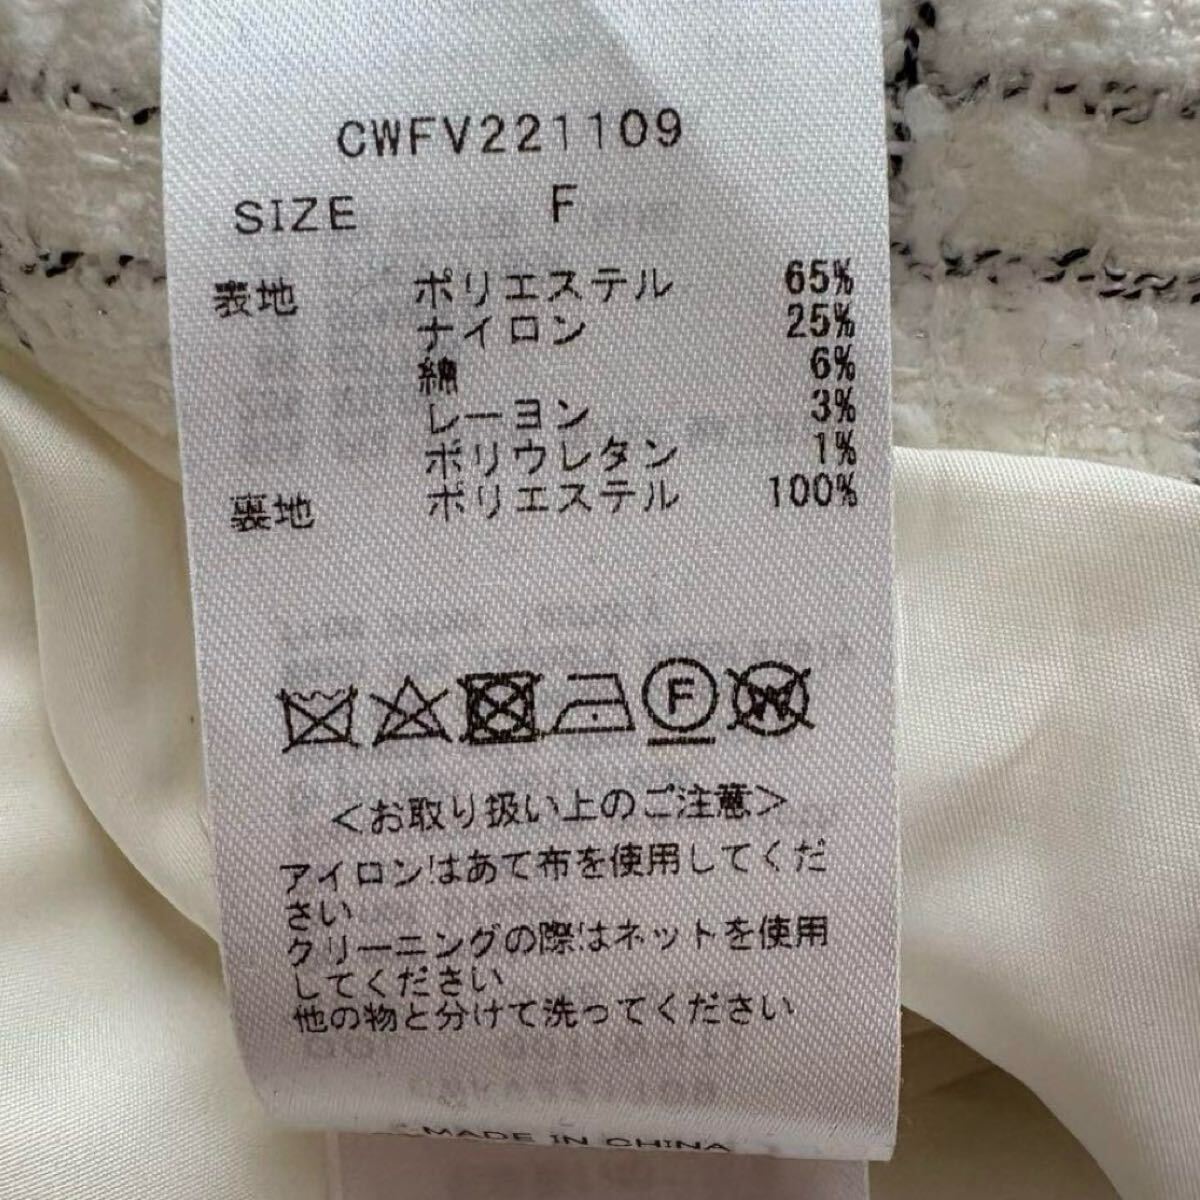 CWFV221109
SIZE F
表地 ポリエステル 65%
ナイロン 25%
綿 6%
レーヨン 3%
ポリウレタン 1%
裏地 ポリエステル 100%
F
W
<お取り扱い上のご注意>
アイロンはあて布を使用してくだ
さい
クリーニングの際はネットを使用
してください
他の物と分けて洗ってください
MADE IN CHINA